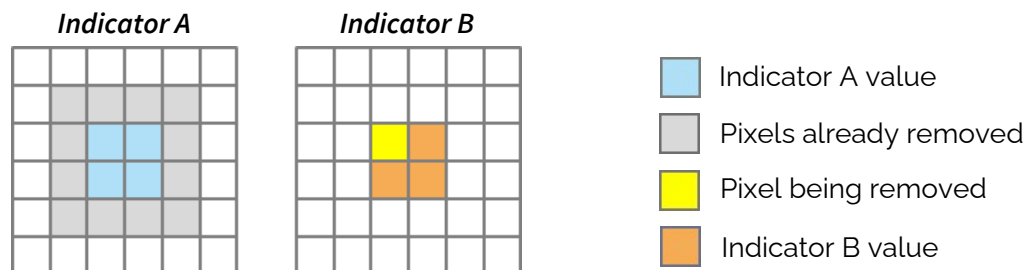 Indicator A
Indicator B
Indicator A value
Pixels already removed
Pixel being removed
Indicator B value